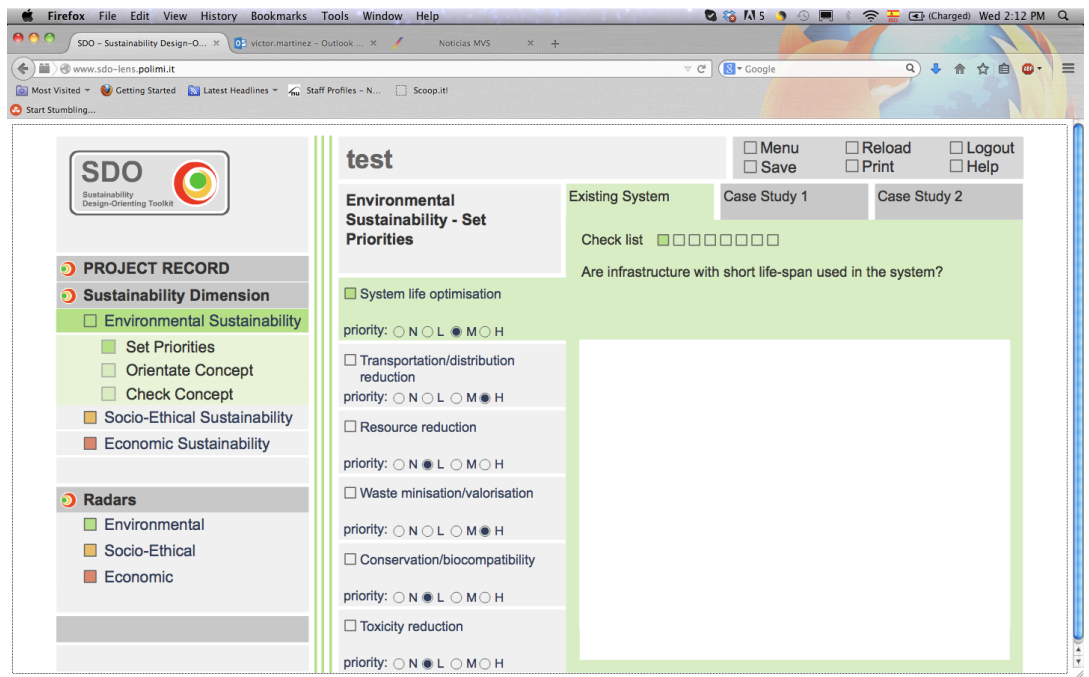 Firefox File Edit View History Bookmarks Tools Window Help
5 (Charged) Wed 2:12 PM
SDO - Sustainability Design-O...
victor.martinez - Outlook ...
Noticias MVS
www.sdo-lens.polimi.it
Google
Most Visited
Getting Started
Latest Headlines
Staff Profiles - N...
Scoop.it!
Start Stumbling...
SDO
Sustainability
Design-Orienting Toolkit
test
Menu
Reload
Logout
Save
Print
Help
PROJECT RECORD
Sustainability Dimension
Environmental Sustainability
Set Priorities
Orientate Concept
Check Concept
Socio-Ethical Sustainability
Economic Sustainability
Radars
Environmental
Socio-Ethical
Economic
Environmental
Sustainability - Set
Priorities
System life optimisation
priority: N L M H
Transportation/distribution
reduction
priority: N L M H
Resource reduction
priority: N L M H
Waste minisation/valorisation
priority: N L M H
Conservation/biocompatibility
priority: N L M H
Toxicity reduction
priority: N L M H
Existing System
Case Study 1
Case Study 2
Check list
Are infrastructure with short life-span used in the system?